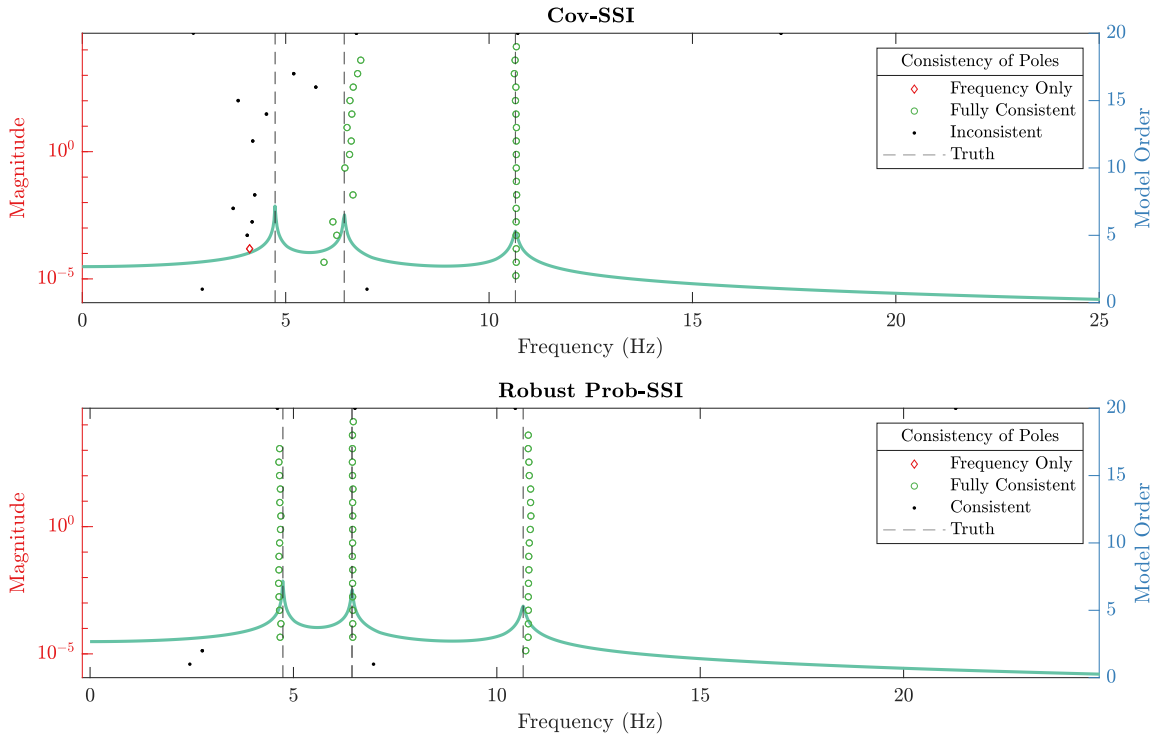 Cov-SSI
20
15
10
5
0
Model Order
10^0
10^-5
Magnitude
Consistency of Poles
Frequency Only
Fully Consistent
Inconsistent
Truth
0 5 10 15 20 25
Frequency (Hz)
Robust Prob-SSI
20
15
10
5
0
Model Order
10^0
10^-5
Magnitude
Consistency of Poles
Frequency Only
Fully Consistent
Consistent
Truth
0 5 10 15 20
Frequency (Hz)